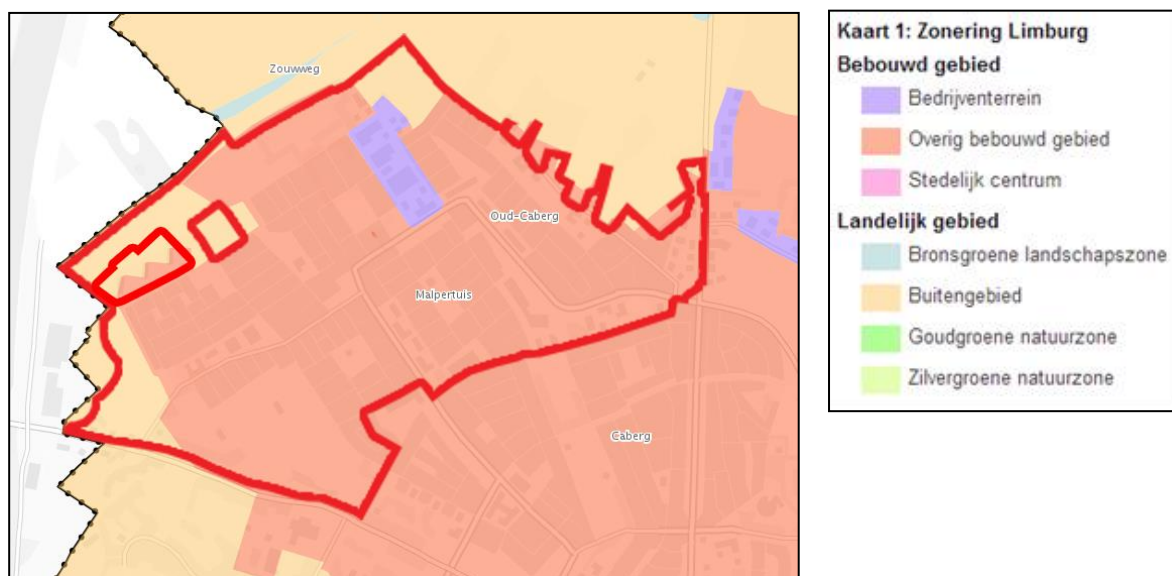 Zouwweg
Oud-Caberg
Malpertuis
Caberg
Kaart 1: Zonering Limburg
Bebouwd gebied
Bedrijventerrein
Overig bebouwd gebied
Stedelijk centrum
Landelijk gebied
Bronsgroene landschapszone
Buitengebied
Goudgroene natuurzone
Zilvergroene natuurzone